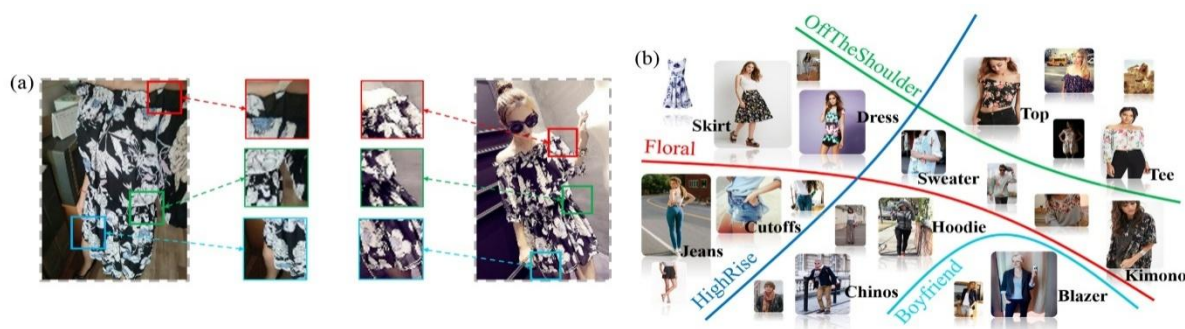 (a)
(b)
OffTheShoulder
Skirt
Dress
Top
Floral
Sweater
Tee
Jeans
Cutoffs
Hoodie
HighRise
Chinos
Boyfriend
Blazer
Kimono